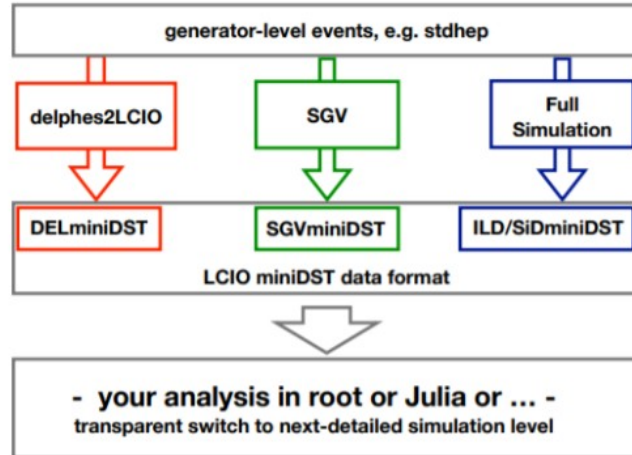 generator-level events, e.g. stdhep
delphes2LCIO
SGV
Full
Simulation
DELminiDST
SGVminiDST
ILD/SiDminiDST
LCIO miniDST data format
- your analysis in root or Julia or ... -
transparent switch to next-detailed simulation level